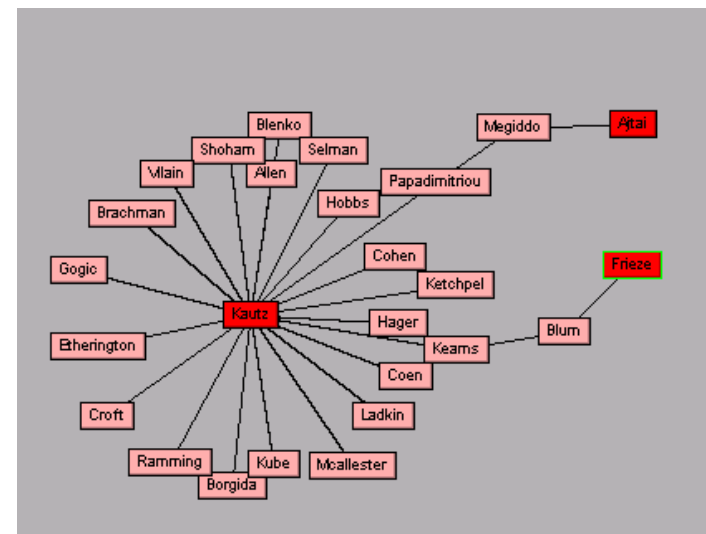 Blenko
Megiddo
Ajtai
Shoham
Selman
Vilain
Allen
Papadimitriou
Hobbs
Brachman
Cohen
Gogic
Frieze
Ketchpel
Kautz
Hager
Blum
Etherington
Kearns
Coen
Croft
Ladkin
Ramming
Kube
Mcallester
Borgida